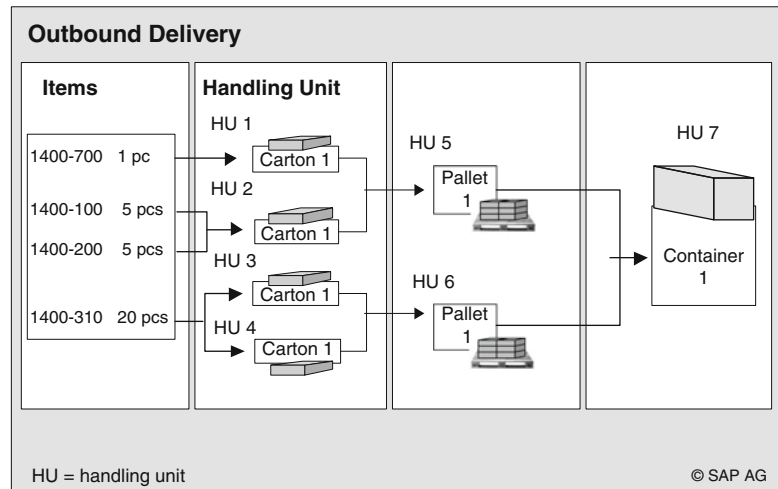 Outbound Delivery
Items
1400-700 1 pc
1400-100 5 pcs
1400-200 5 pcs
1400-310 20 pcs
Handling Unit
HU 1
Carton 1
HU 2
Carton 1
HU 3
Carton 1
HU 4
Carton 1
HU 5
Pallet
1
HU 6
Pallet
1
HU 7
Container
1
HU = handling unit
© SAP AG